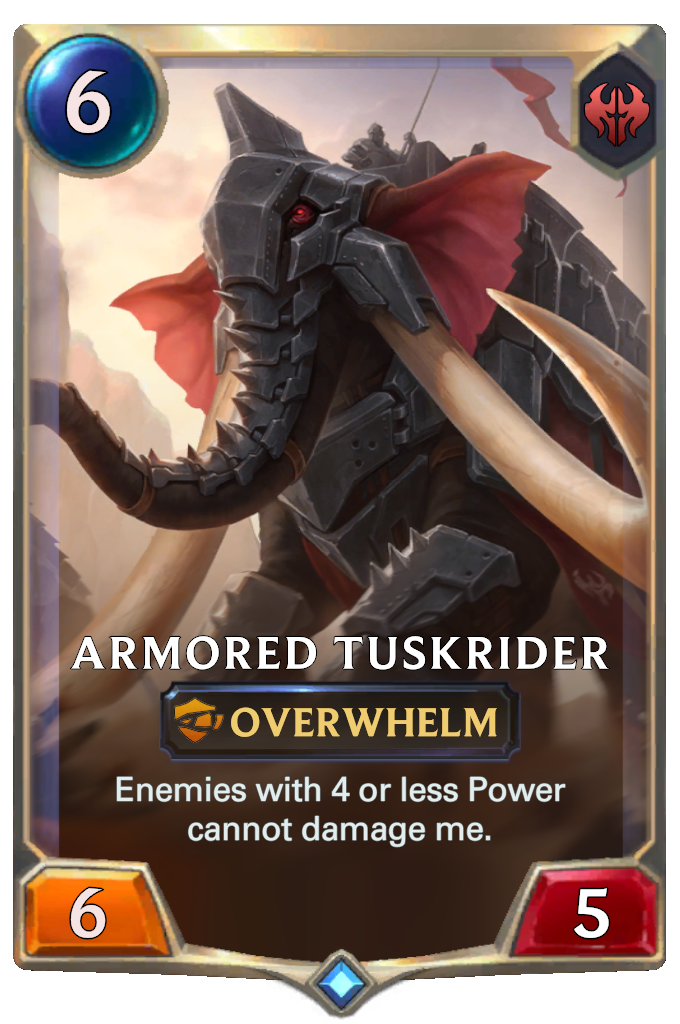 6
ARMORED TUSKRIDER
OVERWHELM
Enemies with 4 or less Power
cannot damage me.
6
5